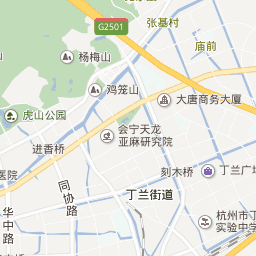 张基村
G2501
庙前
杨梅山
鸡笼山
大唐商务大厦
虎山公园
会宁天龙
亚麻研究院
进香桥
刻木桥
丁兰广场
医院
同协路
丁兰街道
华中路
杭州市丁
实验中学